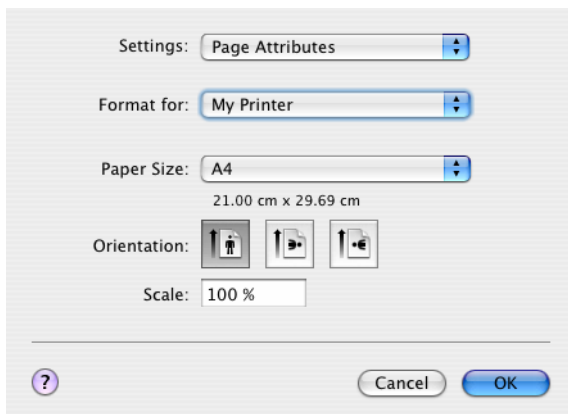 Settings: Page Attributes
Format for: My Printer
Paper Size: A4
21.00 cm x 29.69 cm
Orientation:
Scale: 100 %
? Cancel OK